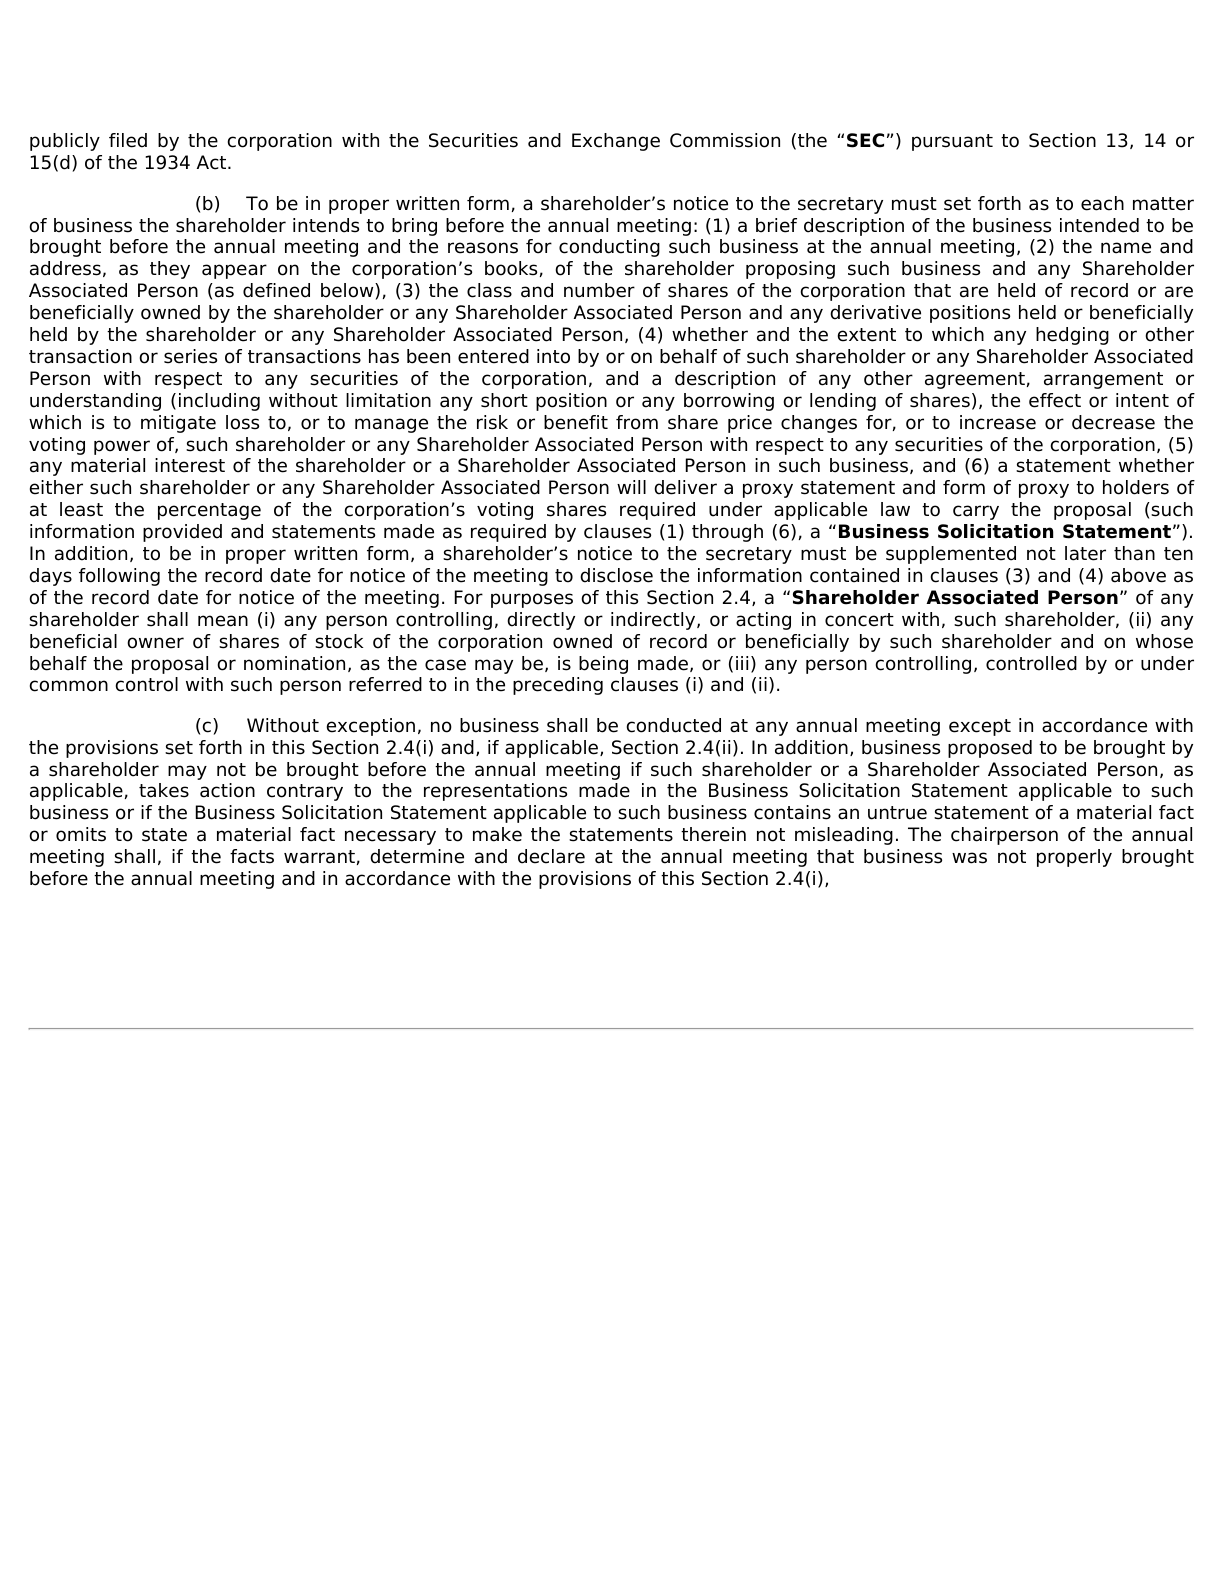 publicly filed by the corporation with the Securities and Exchange Commission (the “SEC”) pursuant to Section 13, 14 or
15(d) of the 1934 Act.
(b) To be in proper written form, a shareholder’s notice to the secretary must set forth as to each matter
of business the shareholder intends to bring before the annual meeting: (1) a brief description of the business intended to be
brought before the annual meeting and the reasons for conducting such business at the annual meeting, (2) the name and
address, as they appear on the corporation’s books, of the shareholder proposing such business and any Shareholder
Associated Person (as defined below), (3) the class and number of shares of the corporation that are held of record or are
beneficially owned by the shareholder or any Shareholder Associated Person and any derivative positions held or beneficially
held by the shareholder or any Shareholder Associated Person, (4) whether and the extent to which any hedging or other
transaction or series of transactions has been entered into by or on behalf of such shareholder or any Shareholder Associated
Person with respect to any securities of the corporation, and a description of any other agreement, arrangement or
understanding (including without limitation any short position or any borrowing or lending of shares), the effect or intent of
which is to mitigate loss to, or to manage the risk or benefit from share price changes for, or to increase or decrease the
voting power of, such shareholder or any Shareholder Associated Person with respect to any securities of the corporation, (5)
any material interest of the shareholder or a Shareholder Associated Person in such business, and (6) a statement whether
either such shareholder or any Shareholder Associated Person will deliver a proxy statement and form of proxy to holders of
at least the percentage of the corporation’s voting shares required under applicable law to carry the proposal (such
information provided and statements made as required by clauses (1) through (6), a “Business Solicitation Statement”).
In addition, to be in proper written form, a shareholder’s notice to the secretary must be supplemented not later than ten
days following the record date for notice of the meeting to disclose the information contained in clauses (3) and (4) above as
of the record date for notice of the meeting. For purposes of this Section 2.4, a “Shareholder Associated Person” of any
shareholder shall mean (i) any person controlling, directly or indirectly, or acting in concert with, such shareholder, (ii) any
beneficial owner of shares of stock of the corporation owned of record or beneficially by such shareholder and on whose
behalf the proposal or nomination, as the case may be, is being made, or (iii) any person controlling, controlled by or under
common control with such person referred to in the preceding clauses (i) and (ii).
(c) Without exception, no business shall be conducted at any annual meeting except in accordance with
the provisions set forth in this Section 2.4(i) and, if applicable, Section 2.4(ii). In addition, business proposed to be brought by
a shareholder may not be brought before the annual meeting if such shareholder or a Shareholder Associated Person, as
applicable, takes action contrary to the representations made in the Business Solicitation Statement applicable to such
business or if the Business Solicitation Statement applicable to such business contains an untrue statement of a material fact
or omits to state a material fact necessary to make the statements therein not misleading. The chairperson of the annual
meeting shall, if the facts warrant, determine and declare at the annual meeting that business was not properly brought
before the annual meeting and in accordance with the provisions of this Section 2.4(i),